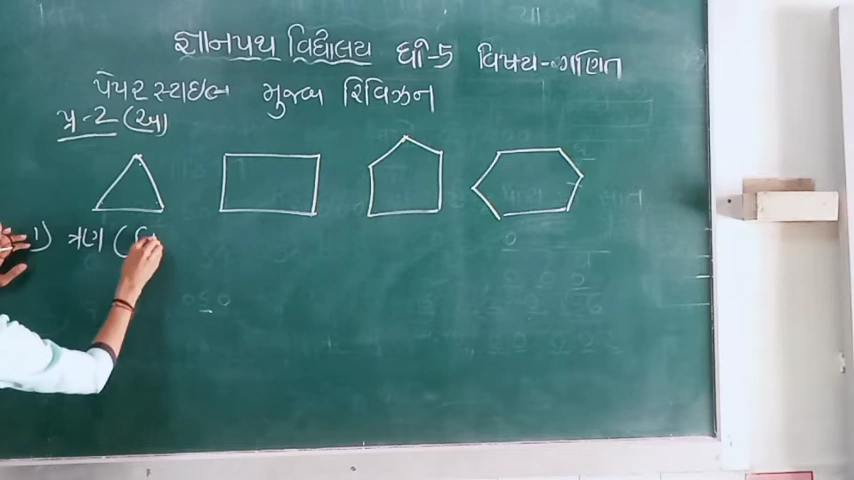 જ્ઞાનપથ વિદ્યાલય ધો-5 વિષય-ગણિત
પેપર સ્ટાઇલ મુજબ રિવિઝન
પ્ર-2 (અ)
1) ત્રણ (